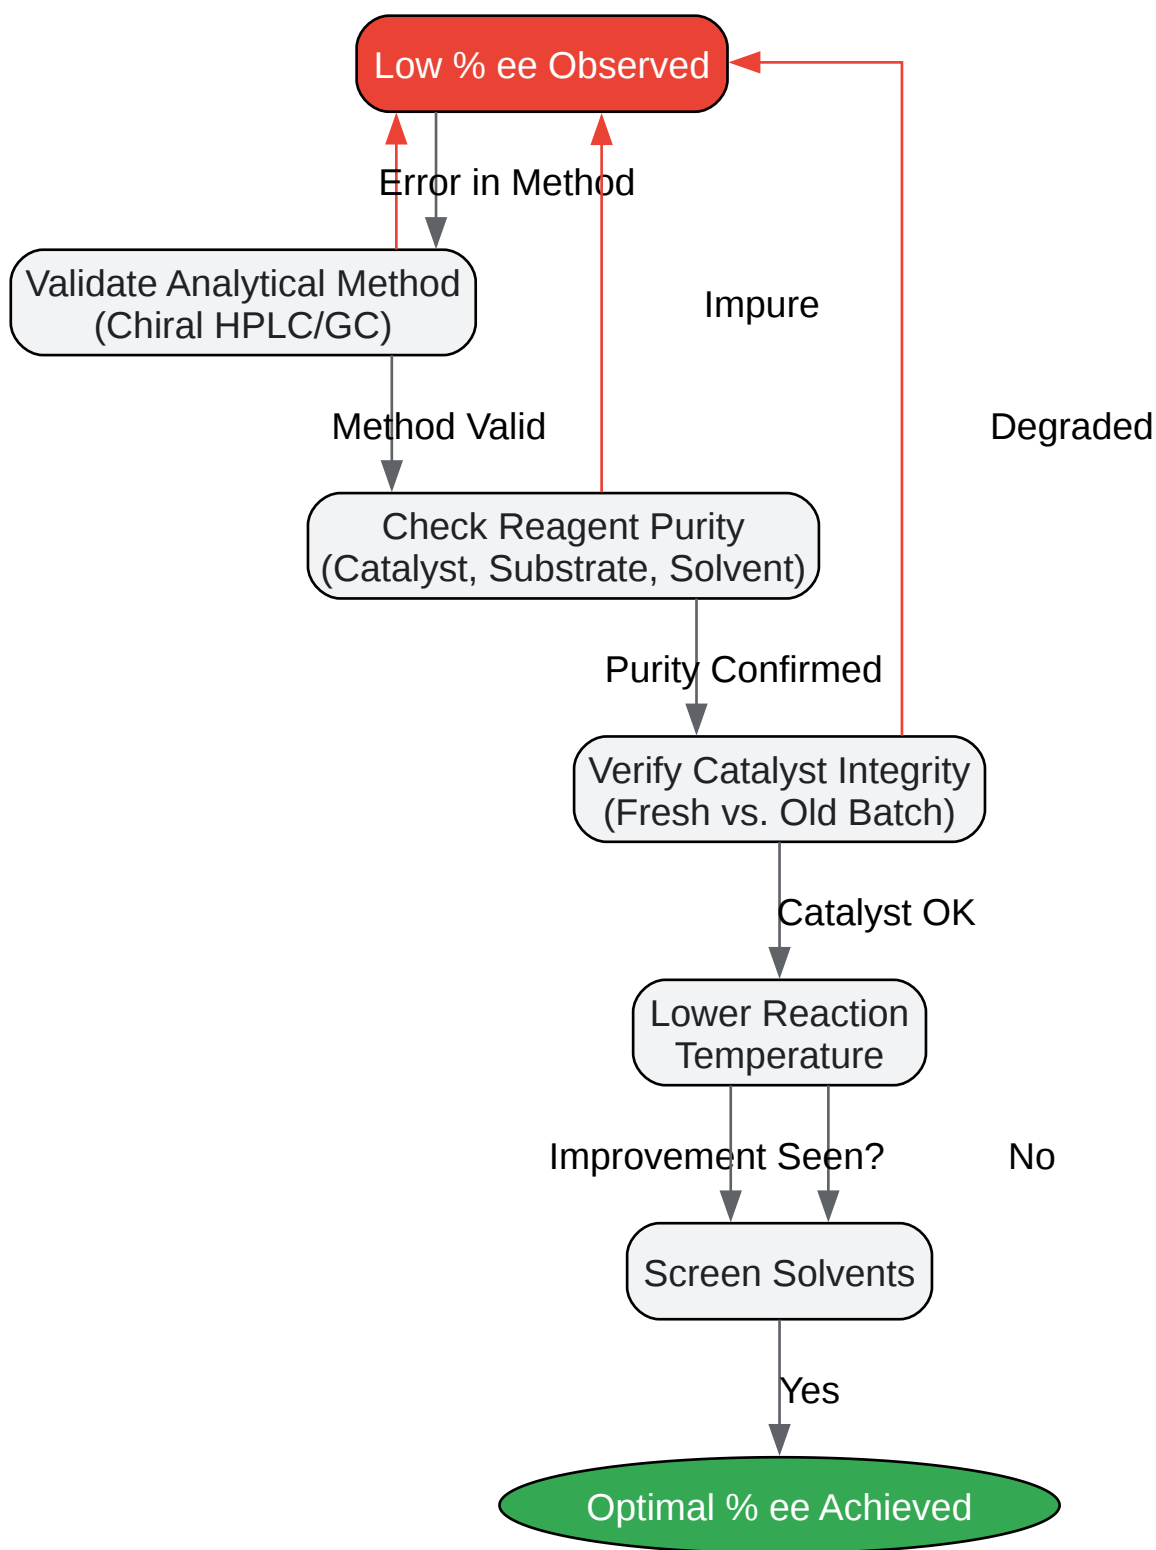 Low % ee Observed
Error in Method
Validate Analytical Method
(Chiral HPLC/GC)
Impure
Method Valid
Degraded
Check Reagent Purity
(Catalyst, Substrate, Solvent)
Purity Confirmed
Verify Catalyst Integrity
(Fresh vs. Old Batch)
Catalyst OK
Lower Reaction
Temperature
Improvement Seen?
No
Screen Solvents
Yes
Optimal % ee Achieved